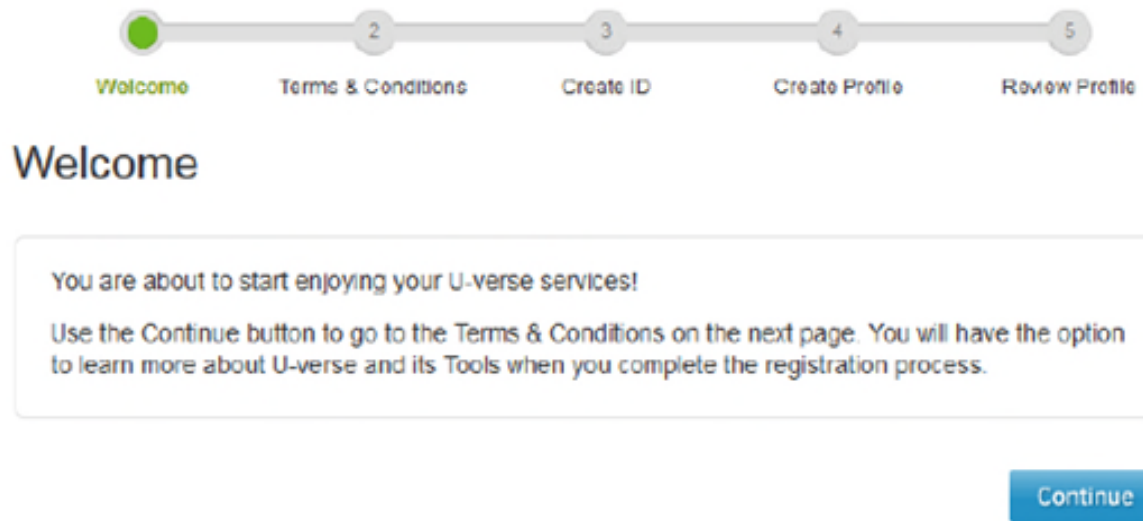 2 3 4 5
Welcome Terms & Conditions Create ID Create Profile Review Profile
Welcome
You are about to start enjoying your U-verse services!
Use the Continue button to go to the Terms & Conditions on the next page. You will have the option
to learn more about U-verse and its Tools when you complete the registration process.
Continue